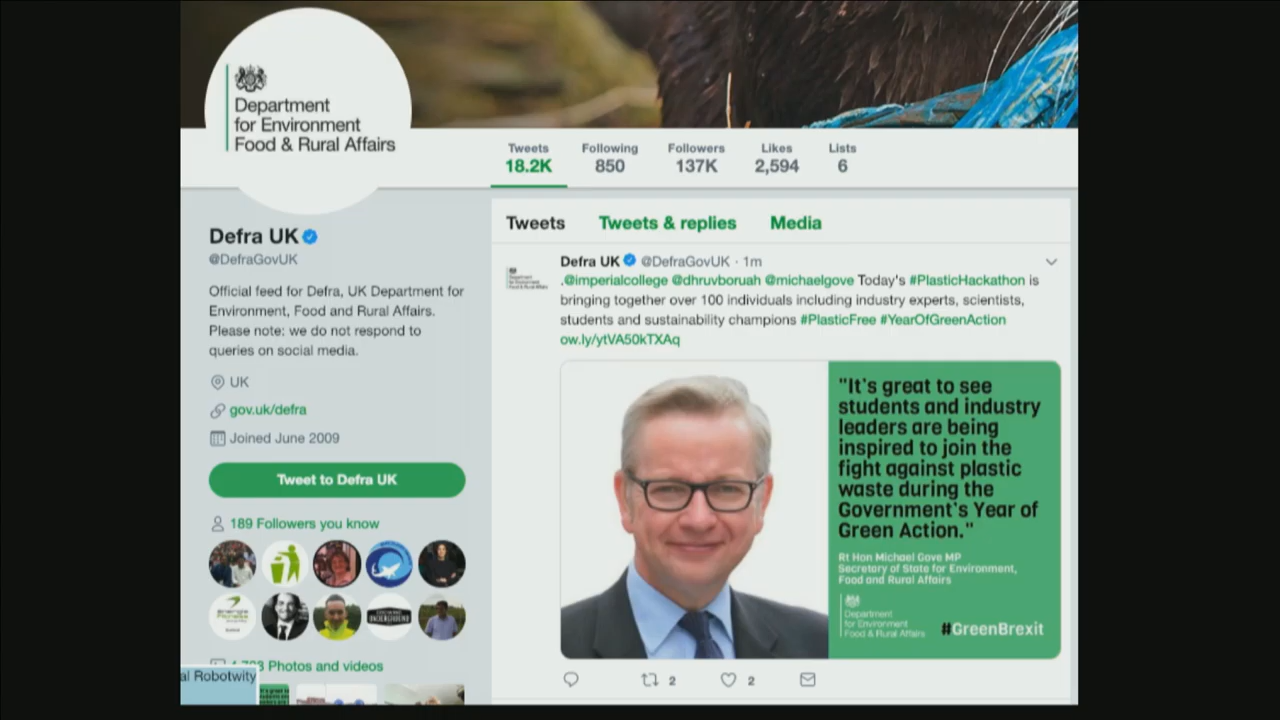 Department
for Environment
Food & Rural Affairs
Tweets
18.2K
Following
850
Followers
137K
Likes
2,594
Lists
6
Defra UK
@DefraGovUK
Official feed for Defra, UK Department for
Environment, Food and Rural Affairs.
Please note: we do not respond to
queries on social media.
UK
gov.uk/defra
Joined June 2009
Tweet to Defra UK
189 Followers you know
Photos and videos
al Robotwity
Tweets Tweets & replies Media
Defra UK @DefraGovUK · 1m
.@imperialcollege @dhruvboruah @michaelgove Today's #PlasticHackathon is
bringing together over 100 individuals including industry experts, scientists,
students and sustainability champions #PlasticFree #YearOfGreenAction
ow.ly/ytVA50kTXAq
"It's great to see
students and industry
leaders are being
inspired to join the
fight against plastic
waste during the
Government's Year of
Green Action."
Rt Hon Michael Gove MP
Secretary of State for Environment,
Food and Rural Affairs
Department
for Environment
Food & Rural Affairs
#GreenBrexit
2
2